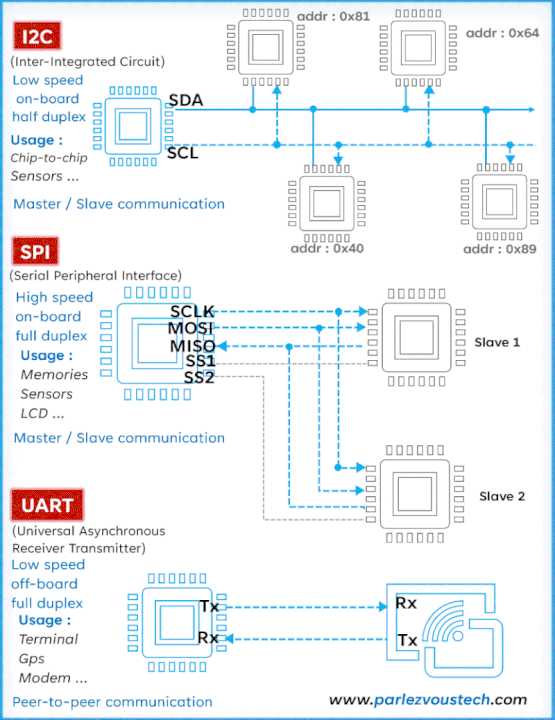 I2C
(Inter-Integrated Circuit)
Low speed
on-board
half duplex
Usage :
Chip-to-chip
Sensors ...
Master / Slave communication
SDA
SCL
addr : 0x81
addr : 0x64
addr : 0x40
addr : 0x89
SPI
(Serial Peripheral Interface)
High speed
on-board
full duplex
Usage :
Memories
Sensors
LCD ...
Master / Slave communication
SCLK
MOSI
MISO
SS1
SS2
Slave 1
Slave 2
UART
(Universal Asynchronous
Receiver Transmitter)
Low speed
off-board
full duplex
Usage :
Terminal
Gps
Modem ...
Peer-to-peer communication
Tx
Rx
Rx
Tx
www.parlezvoustech.com